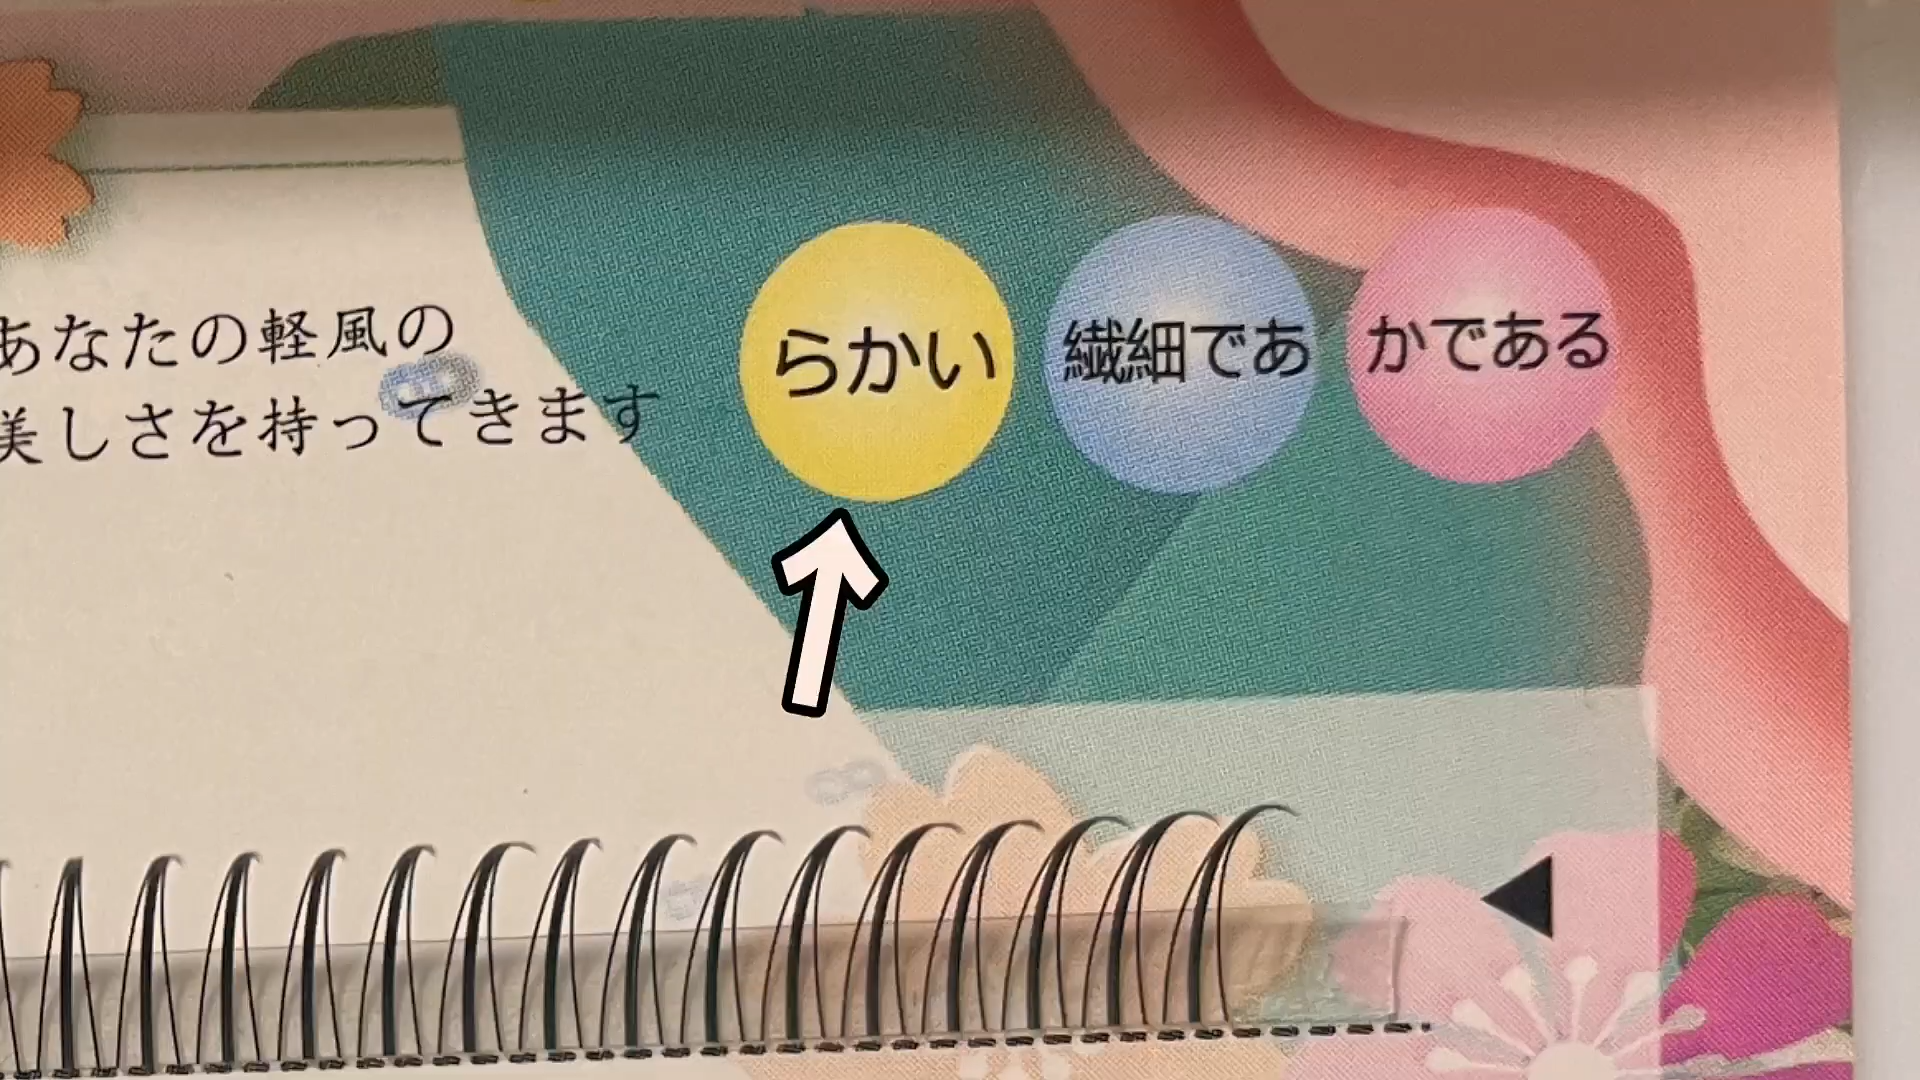 あなたの軽風の
美しさを持ってきます
らかい
繊細であ
かである